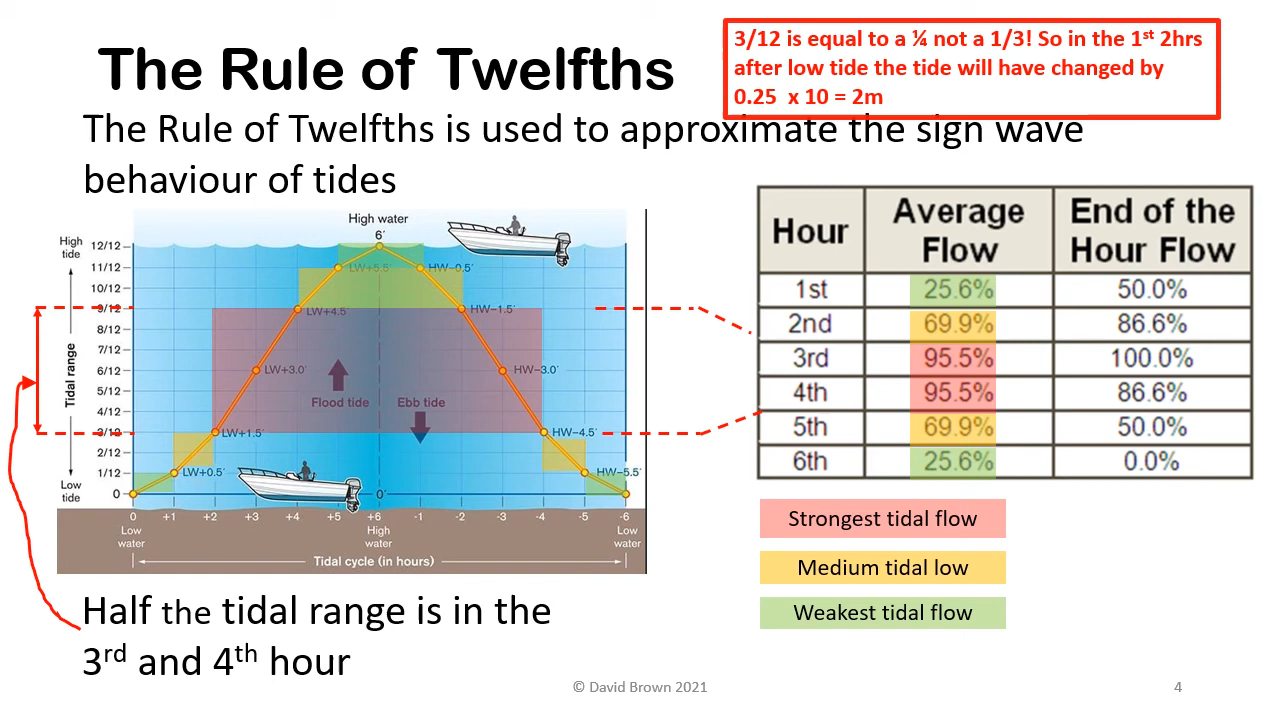 The Rule of Twelfths
3/12 is equal to a ¼ not a 1/3! So in the 1st 2hrs
after low tide the tide will have changed by
0.25 x 10 = 2m
The Rule of Twelfths is used to approximate the sign wave
behaviour of tides
High water
6´
High
tide
Tidal range
Low
tide
12/12
11/12
10/12
9/12
8/12
7/12
6/12
5/12
4/12
3/12
2/12
1/12
0
LW+5.5´
HW−0.5´
LW+4.5´
HW−1.5´
LW+3.0´
HW−3.0´
Flood tide
Ebb tide
LW+1.5´
HW−4.5´
LW+0.5´
HW−5.5´
0´
0 +1 +2 +3 +4 +5 +6 -1 -2 -3 -4 -5 -6
Low
water
High
water
Low
water
Tidal cycle (in hours)
Hour Average Flow End of the Hour Flow
1st 25.6% 50.0%
2nd 69.9% 86.6%
3rd 95.5% 100.0%
4th 95.5% 86.6%
5th 69.9% 50.0%
6th 25.6% 0.0%
Strongest tidal flow
Medium tidal low
Weakest tidal flow
Half the tidal range is in the
3rd and 4th hour
© David Brown 2021
4